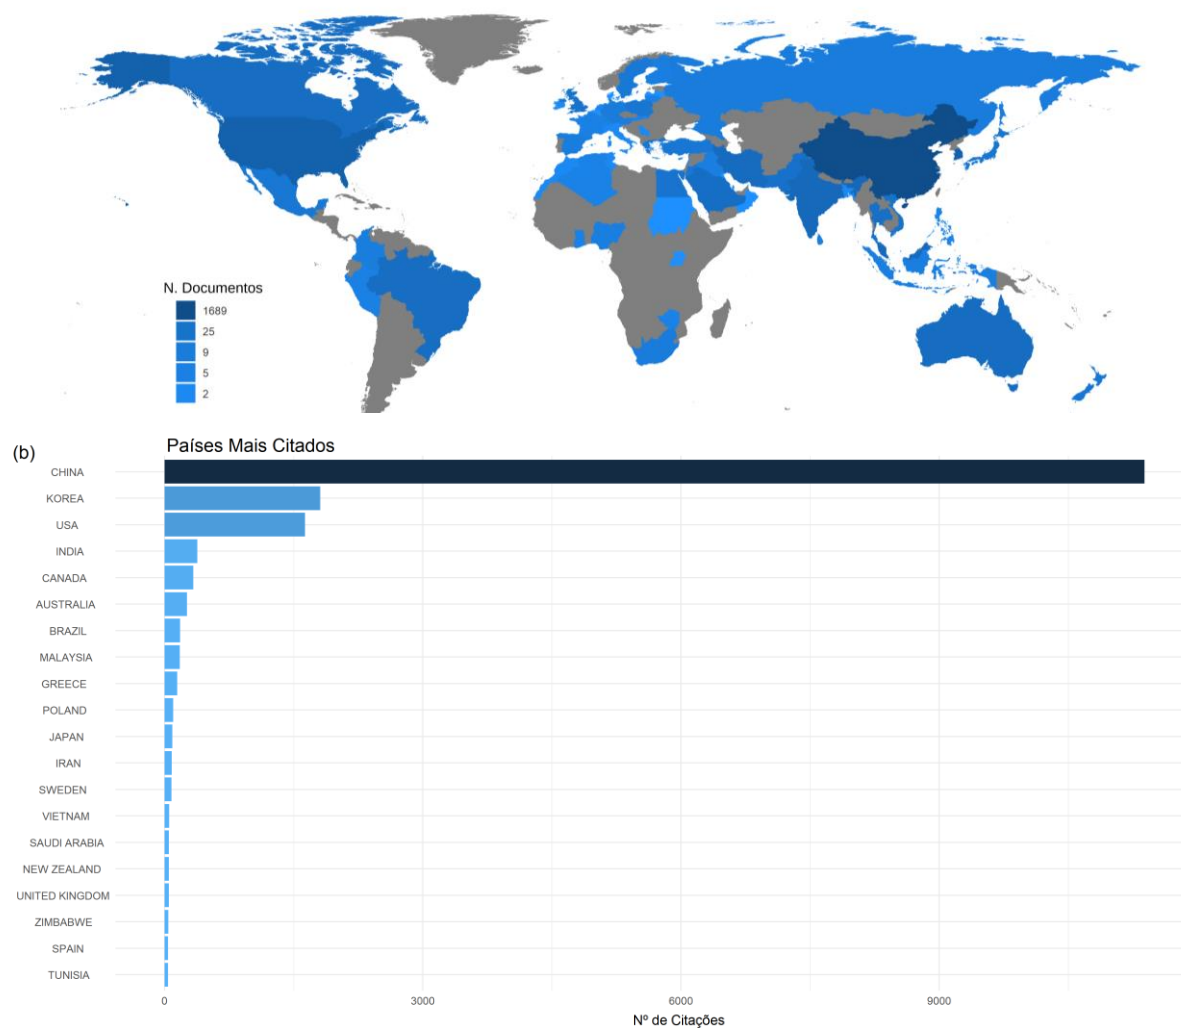 N. Documentos
1689
25
9
5
2
(b)
Países Mais Citados
CHINA
KOREA
USA
INDIA
CANADA
AUSTRALIA
BRAZIL
MALAYSIA
GREECE
POLAND
JAPAN
IRAN
SWEDEN
VIETNAM
SAUDI ARABIA
NEW ZEALAND
UNITED KINGDOM
ZIMBABWE
SPAIN
TUNISIA
0 3000 6000 9000
Nº de Citações